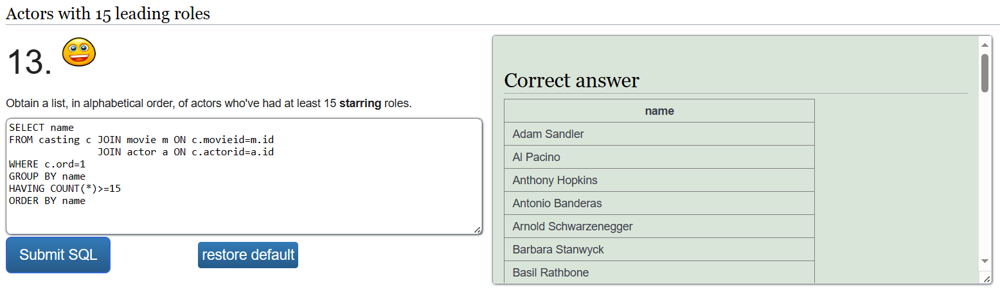 Actors with 15 leading roles
13.
Obtain a list, in alphabetical order, of actors who've had at least 15 starring roles.
SELECT name
FROM casting c JOIN movie m ON c.movieid=m.id
JOIN actor a ON c.actorid=a.id
WHERE c.ord=1
GROUP BY name
HAVING COUNT(*)>=15
ORDER BY name
Submit SQL
restore default
Correct answer
name
Adam Sandler
Al Pacino
Anthony Hopkins
Antonio Banderas
Arnold Schwarzenegger
Barbara Stanwyck
Basil Rathbone